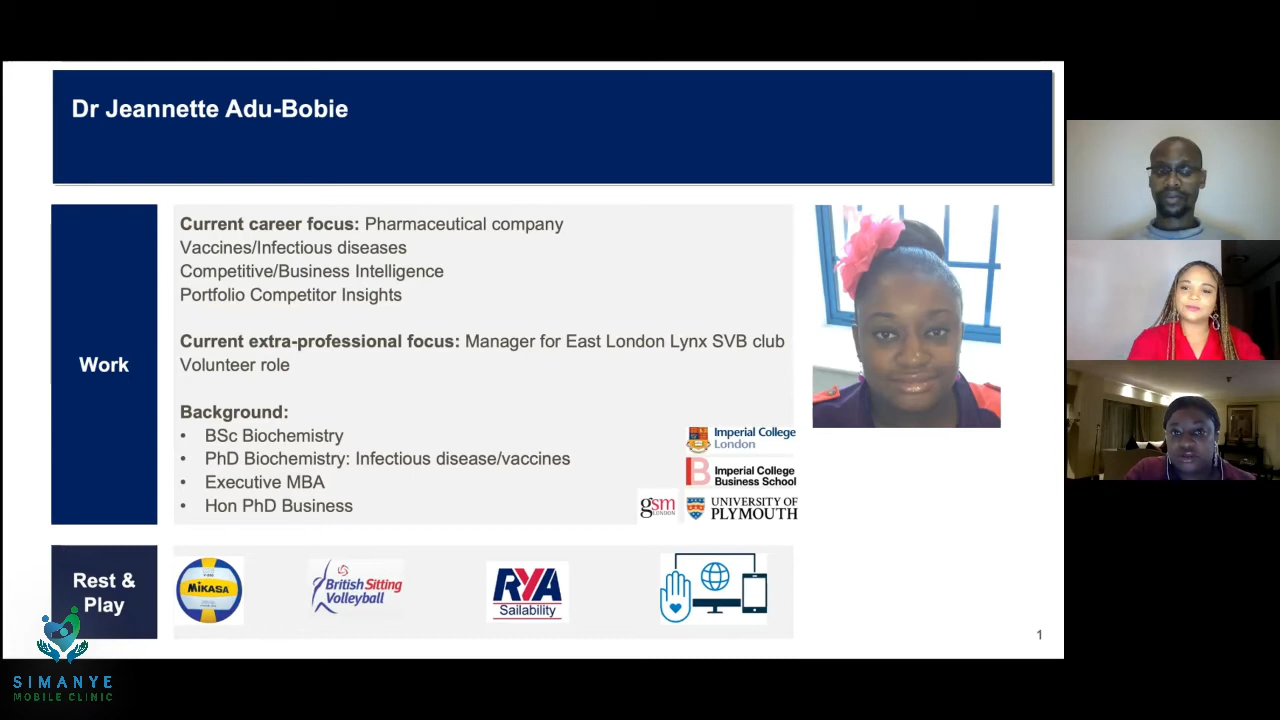 Dr Jeannette Adu-Bobie
Work
Current career focus: Pharmaceutical company
Vaccines/Infectious diseases
Competitive/Business Intelligence
Portfolio Competitor Insights
Current extra-professional focus: Manager for East London Lynx SVB club
Volunteer role
Background:
• BSc Biochemistry
• PhD Biochemistry: Infectious disease/vaccines
• Executive MBA
• Hon PhD Business
Imperial College
London
Imperial College
Business School
gsm
LONDON
UNIVERSITY OF
PLYMOUTH
Rest &
Play
MIKASA
British Sitting
Volleyball
RYA
Sailability
1
SIMANYE
MOBILE CLINIC